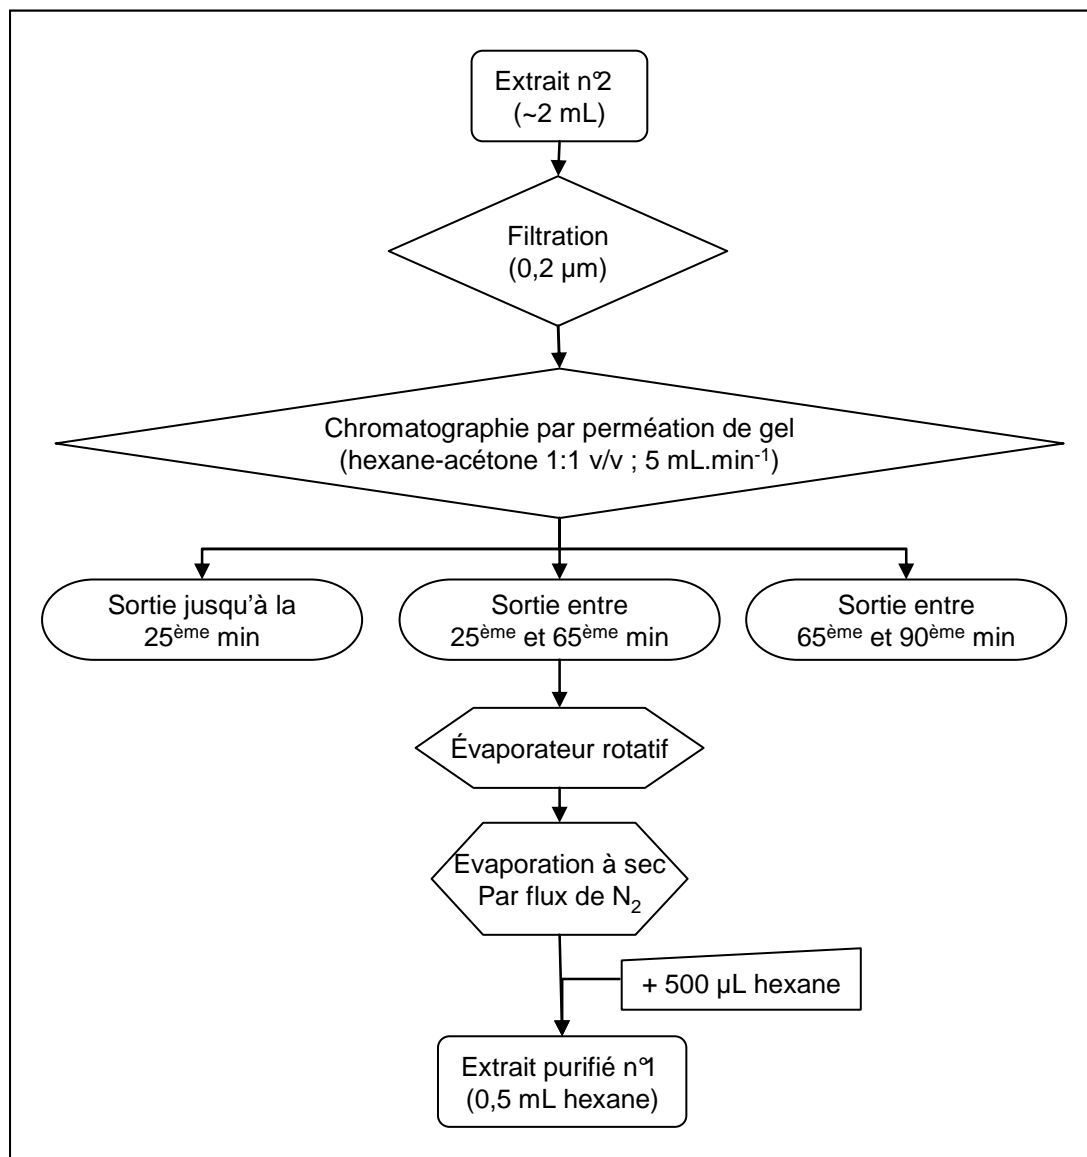 Extrait n°2
(~2 mL)
Filtration
(0,2 µm)
Chromatographie par perméation de gel
(hexane-acétone 1:1 v/v ; 5 mL.min⁻¹)
Sortie jusqu’à la
25ème min
Sortie entre
25ème et 65ème min
Sortie entre
65ème et 90ème min
Évaporateur rotatif
Evaporation à sec
Par flux de N₂
+ 500 µL hexane
Extrait purifié n°1
(0,5 mL hexane)